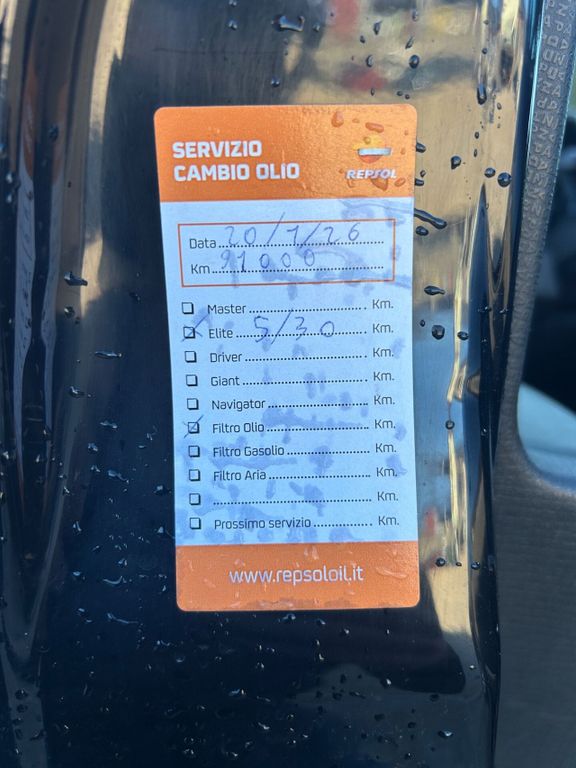 SERVIZIO
CAMBIO OLIO
REPSOL
Data 20/1/26
Km 91000
Master Km.
Elite 5/30 Km.
Driver Km.
Giant Km.
Navigator Km.
Filtro Olio Km.
Filtro Gasolio Km.
Filtro Aria Km.
Km.
Prossimo servizio Km.
www.repsoloil.it